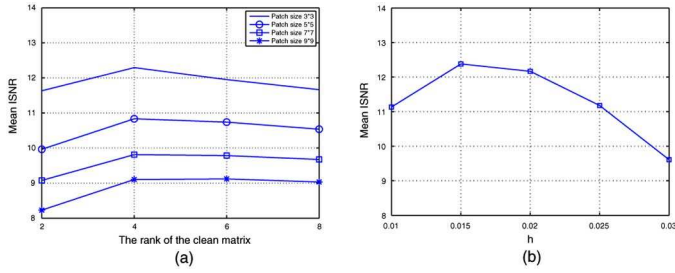 14
13
12
11
10
9
8
Mean ISNR
Patch size 3*3
Patch size 5*5
Patch size 7*7
Patch size 9*9
2
4
6
8
The rank of the clean matrix
(a)
14
13
12
11
10
9
8
Mean ISNR
0.01
0.015
0.02
0.025
0.03
h
(b)